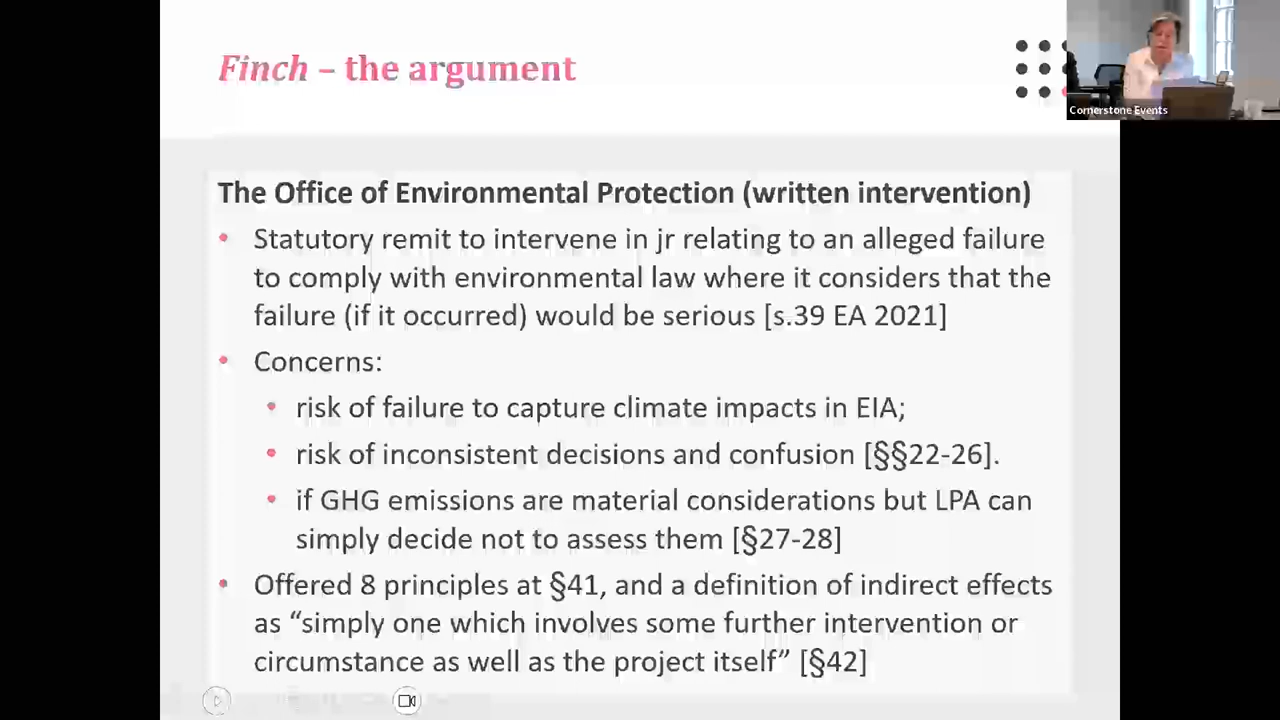 Finch – the argument
Cornerstone Events
The Office of Environmental Protection (written intervention)
• Statutory remit to intervene in jr relating to an alleged failure
to comply with environmental law where it considers that the
failure (if it occurred) would be serious [s.39 EA 2021]
• Concerns:
• risk of failure to capture climate impacts in EIA;
• risk of inconsistent decisions and confusion [§§22-26].
• if GHG emissions are material considerations but LPA can
simply decide not to assess them [§27-28]
• Offered 8 principles at §41, and a definition of indirect effects
as “simply one which involves some further intervention or
circumstance as well as the project itself” [§42]